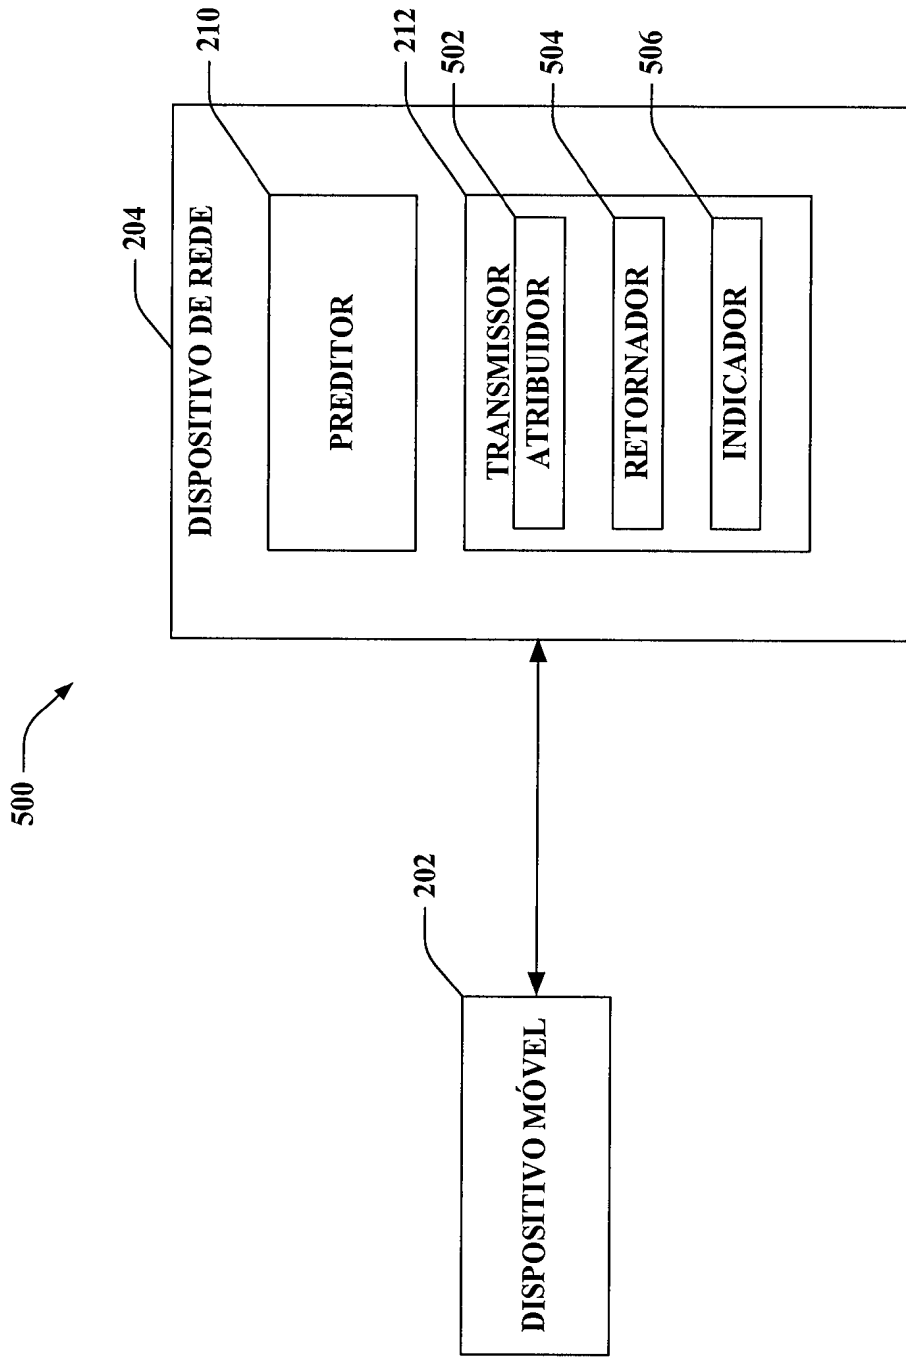 500
202
DISPOSITIVO MÓVEL
204
DISPOSITIVO DE REDE
210
PREDITOR
212
TRANSMISSOR
502
ATRIBUIDOR
504
RETORNADOR
506
INDICADOR